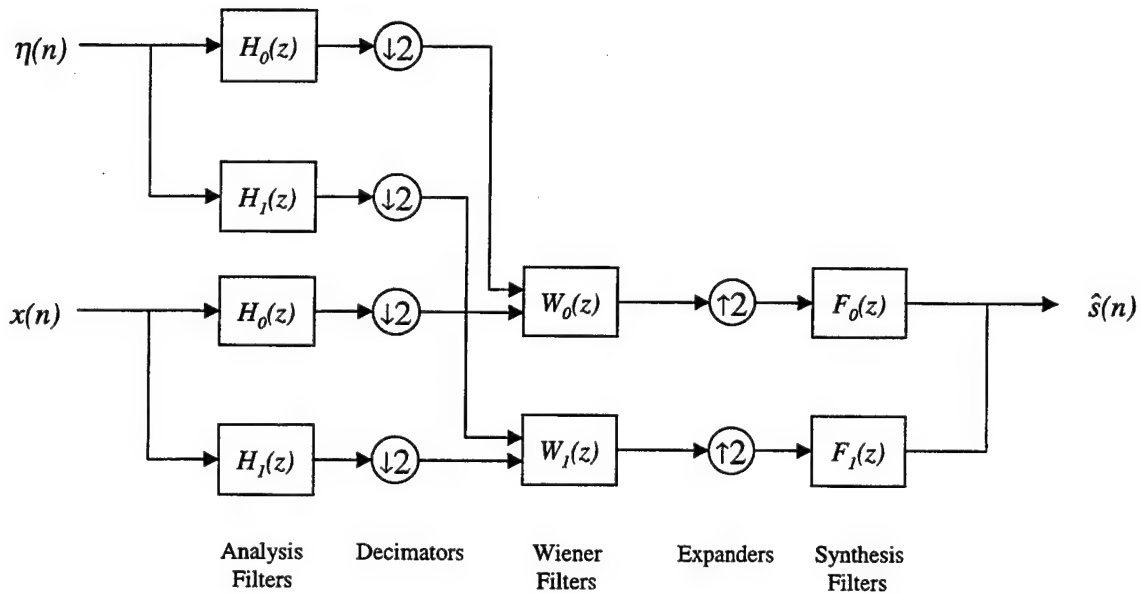 η(n)
H₀(z)
↓2
H₁(z)
↓2
x(n)
H₀(z)
↓2
W₀(z)
↑2
F₀(z)
ŝ(n)
H₁(z)
↓2
W₁(z)
↑2
F₁(z)
Analysis
Filters
Decimators
Wiener
Filters
Expanders
Synthesis
Filters